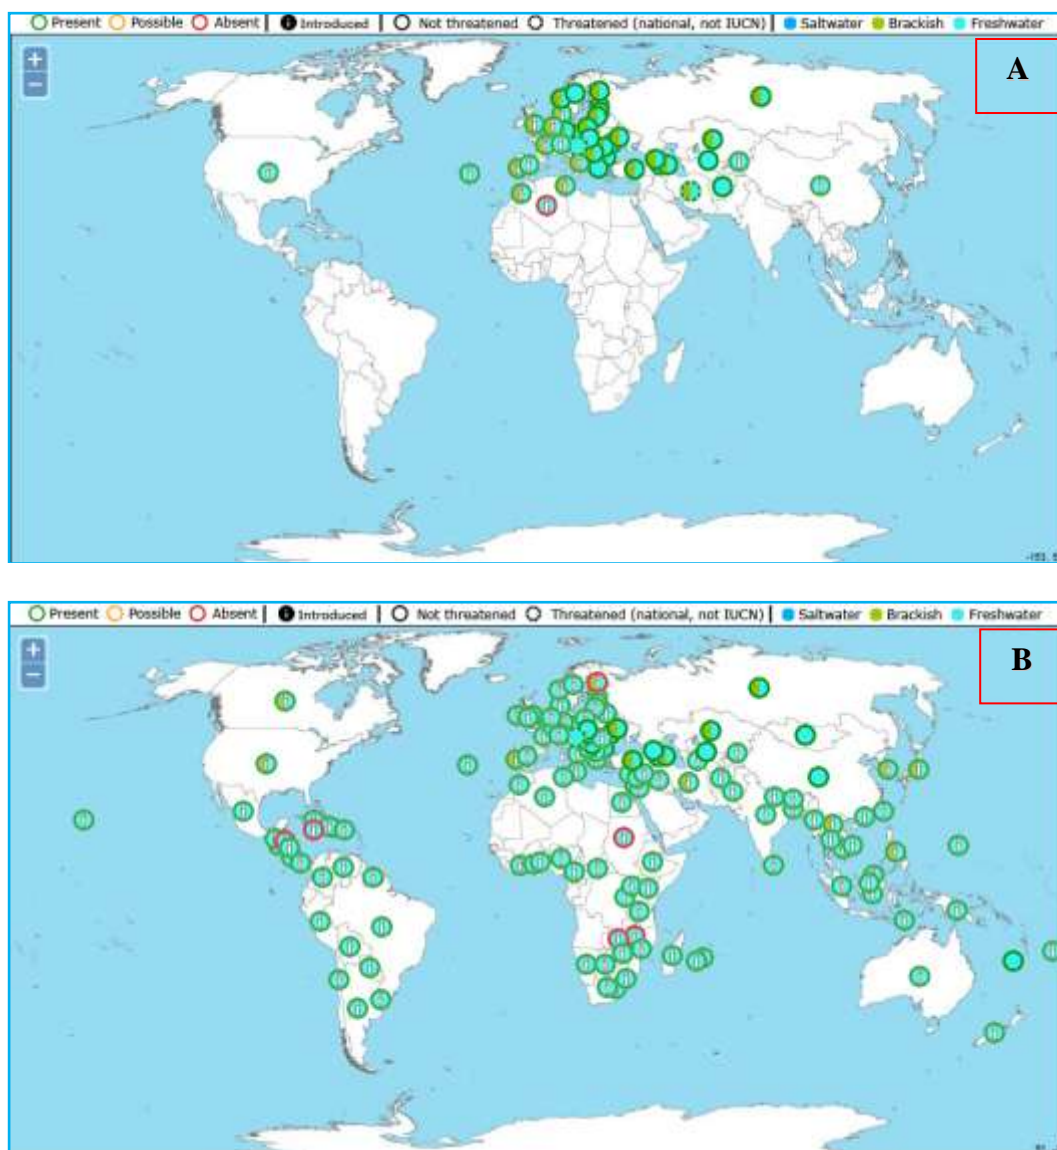 Present Possible Absent Introduced Not threatened Threatened (national, not IUCN) Saltwater Brackish Freshwater
+
A
−
Present Possible Absent Introduced Not threatened Threatened (national, not IUCN) Saltwater Brackish Freshwater
+
B
−